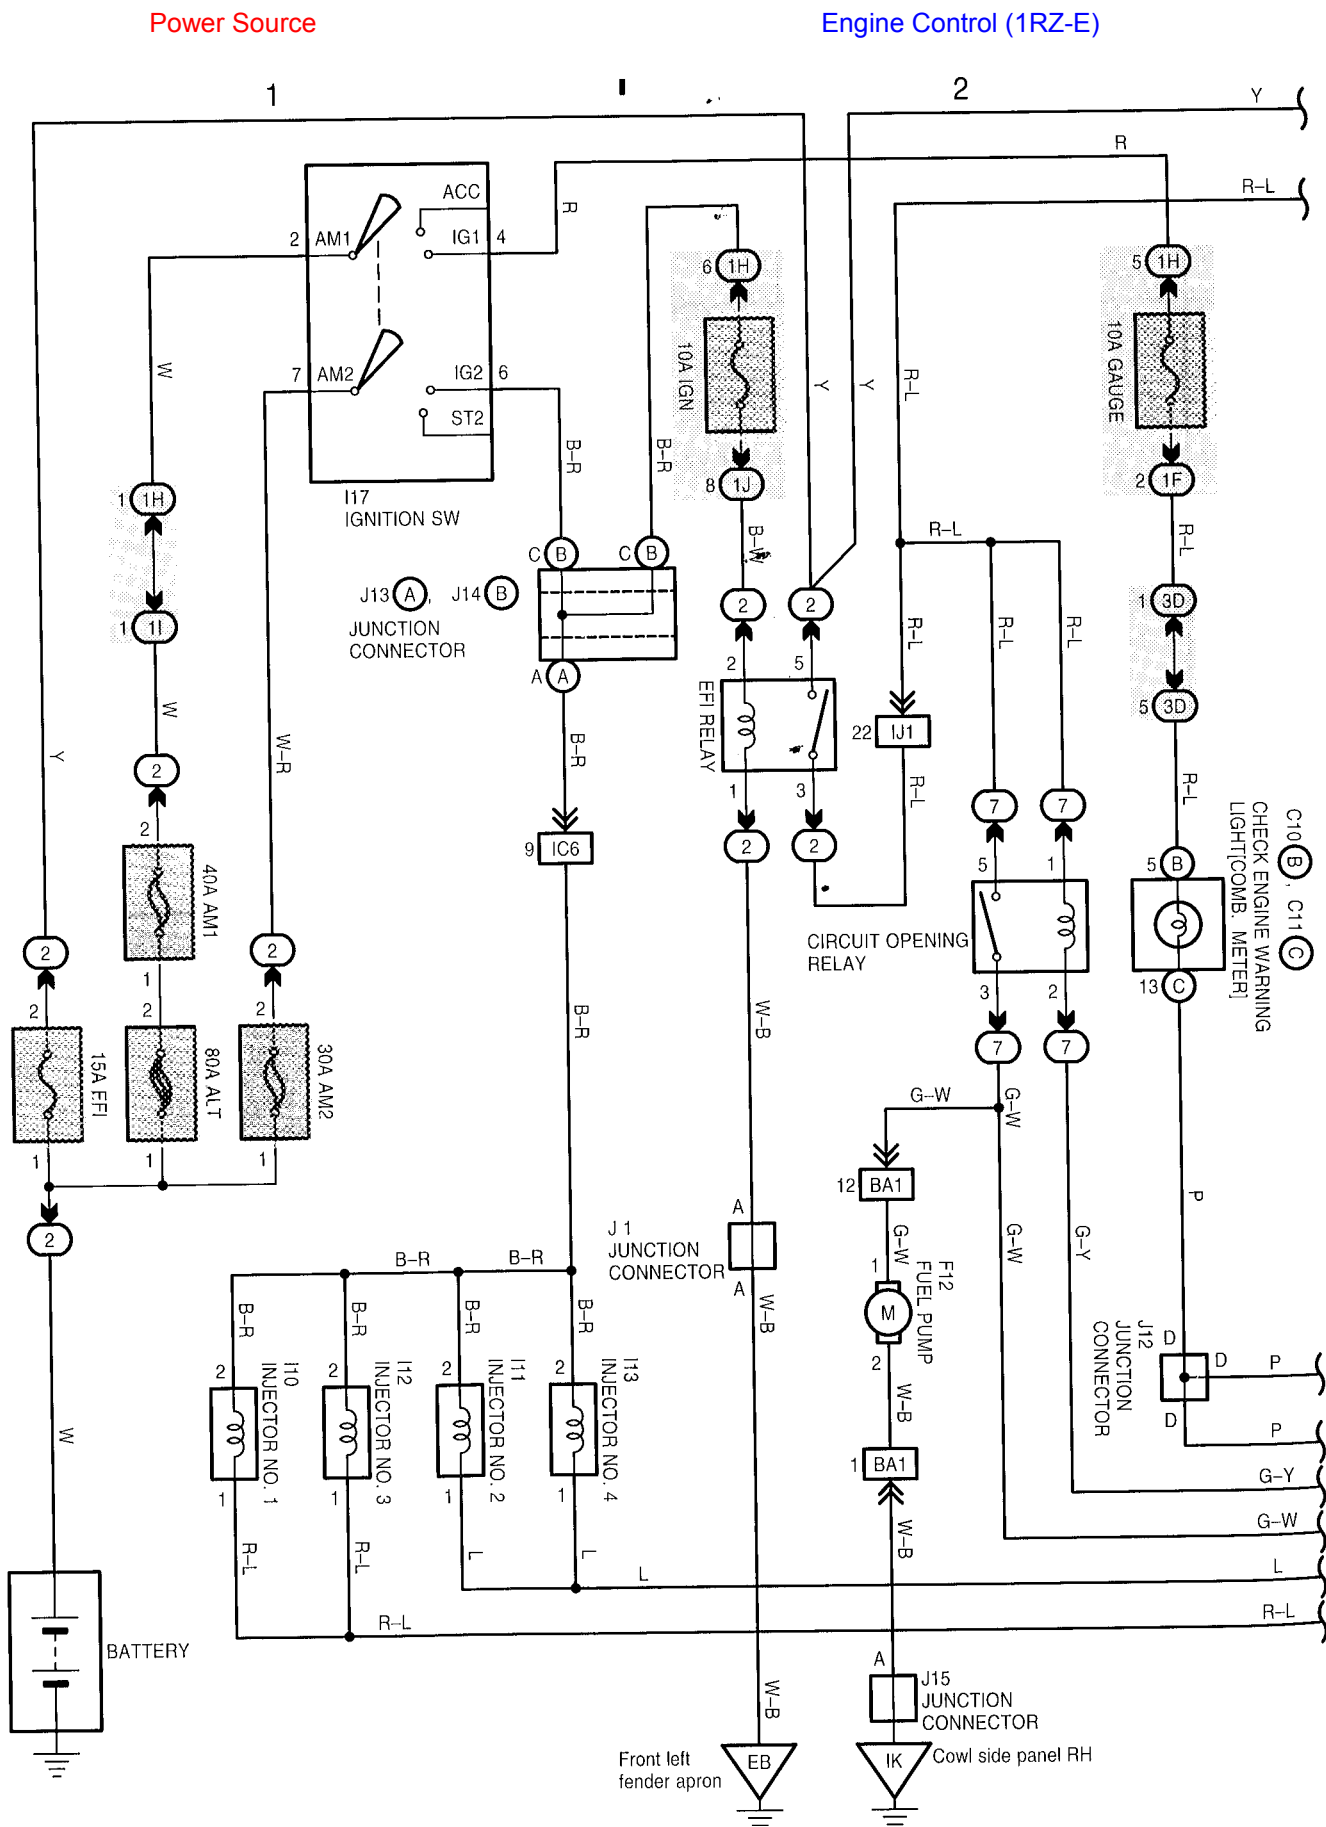 Power Source
Engine Control (1RZ-E)
1
2
Y
R
R-L
ACC
2 AM1
IG1 4
R
7 AM2
IG2 6
ST2
I17
IGNITION SW
6 1H
10A IGN
8 1J
5 1H
10A GAUGE
2 1F
W
Y
Y
R-L
1 1H
1 1I
W
B-R
B-R
B-W
R-L
R-L
C B
C B
J13 A, J14 B
JUNCTION
CONNECTOR
A A
2
2
1 3D
5 3D
R-L
R-L
R-L
2
5
EFI RELAY
1
3
22 IJ1
R-L
R-L
Y
W-R
B-R
2
2
40A AM1
1
9 IC6
2
2
7
7
5
1
CIRCUIT OPENING
RELAY
3
2
7
7
5 B
13 C
C10 B, C11 C
CHECK ENGINE WARNING
LIGHT[COMB. METER]
2
2
2
2
2
15A EFI
80A ALT
30A AM2
1
1
1
2
B-R
W-B
G-W
G-W
12 BA1
G-W
G-W
G-Y
P
A
J 1
JUNCTION
CONNECTOR
A
W-B
1
F12
FUEL PUMP
M
2
W-B
1 BA1
W-B
J12
JUNCTION
CONNECTOR
D
D
D
P
P
G-Y
G-W
L
R-L
B-R
B-R
B-R
B-R
B-R
B-R
2
2
2
2
I10
INJECTOR NO. 1
I12
INJECTOR NO. 3
I11
INJECTOR NO. 2
I13
INJECTOR NO. 4
1
1
1
1
R-L
R-L
L
L
L
R-L
W
BATTERY
W-B
A
J15
JUNCTION
CONNECTOR
Front left
fender apron
EB
IK
Cowl side panel RH